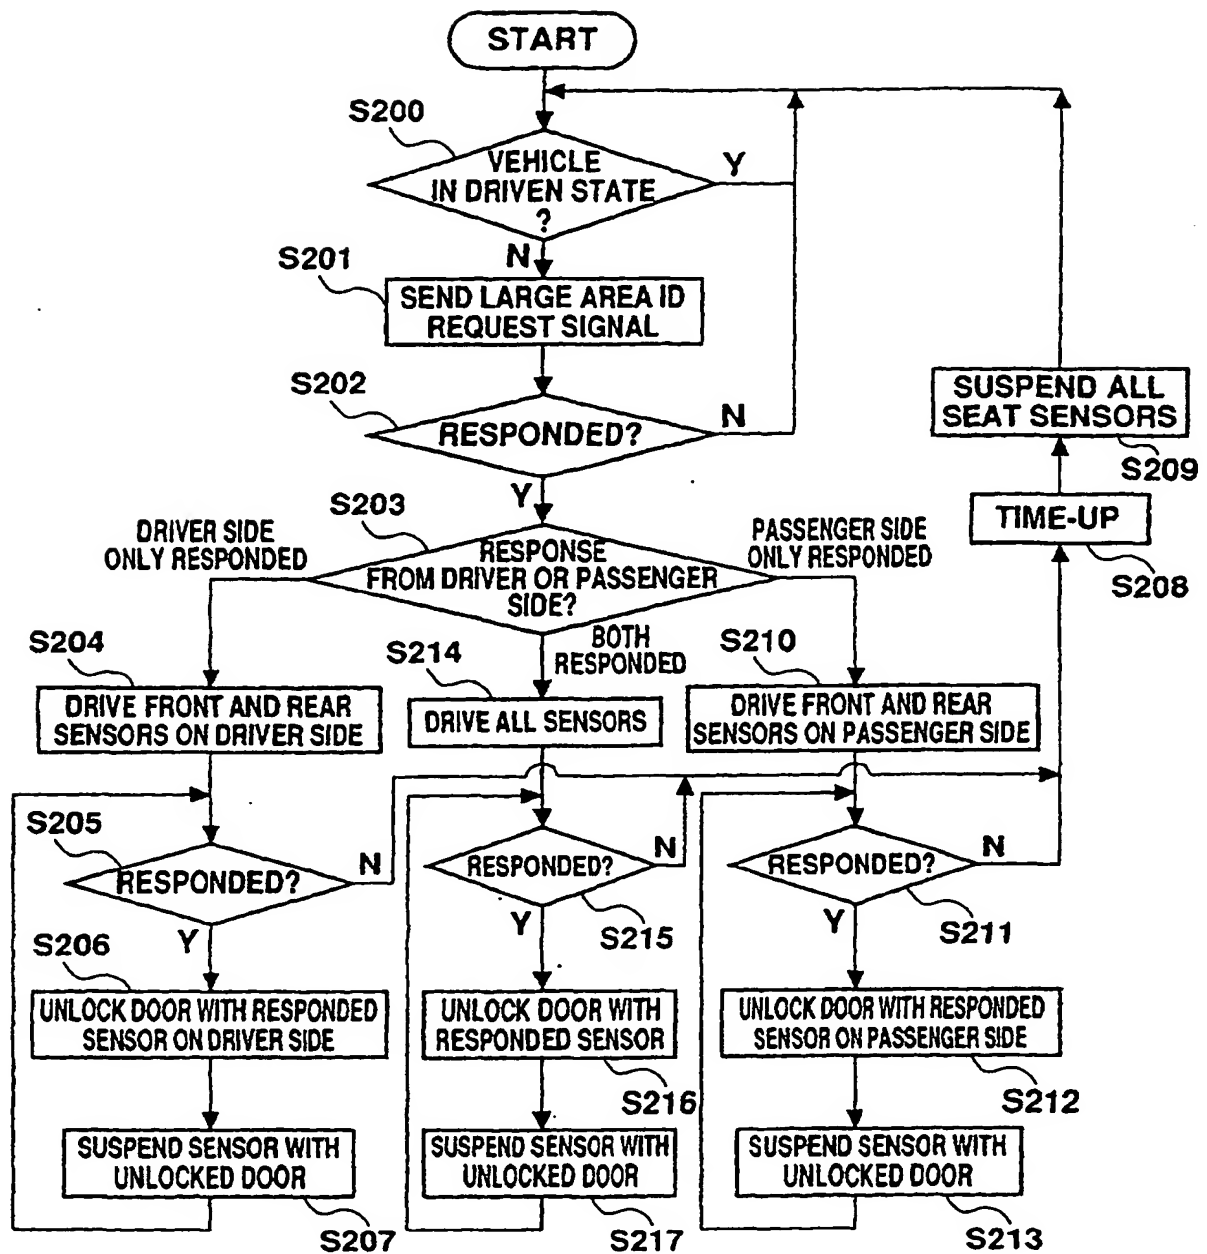 START
S200
VEHICLE
IN DRIVEN STATE
?
Y
N
S201
SEND LARGE AREA ID
REQUEST SIGNAL
S202
RESPONDED?
N
Y
SUSPEND ALL
SEAT SENSORS
S209
TIME-UP
S208
S203
DRIVER SIDE
ONLY RESPONDED
RESPONSE
FROM DRIVER OR PASSENGER
SIDE?
PASSENGER SIDE
ONLY RESPONDED
BOTH
RESPONDED
S204
DRIVE FRONT AND REAR
SENSORS ON DRIVER SIDE
S214
DRIVE ALL SENSORS
S210
DRIVE FRONT AND REAR
SENSORS ON PASSENGER SIDE
S205
RESPONDED?
N
Y
RESPONDED?
N
Y
S215
RESPONDED?
N
Y
S211
S206
UNLOCK DOOR WITH RESPONDED
SENSOR ON DRIVER SIDE
UNLOCK DOOR WITH
RESPONDED SENSOR
S216
UNLOCK DOOR WITH RESPONDED
SENSOR ON PASSENGER SIDE
S212
SUSPEND SENSOR WITH
UNLOCKED DOOR
S207
SUSPEND SENSOR WITH
UNLOCKED DOOR
S217
SUSPEND SENSOR WITH
UNLOCKED DOOR
S213